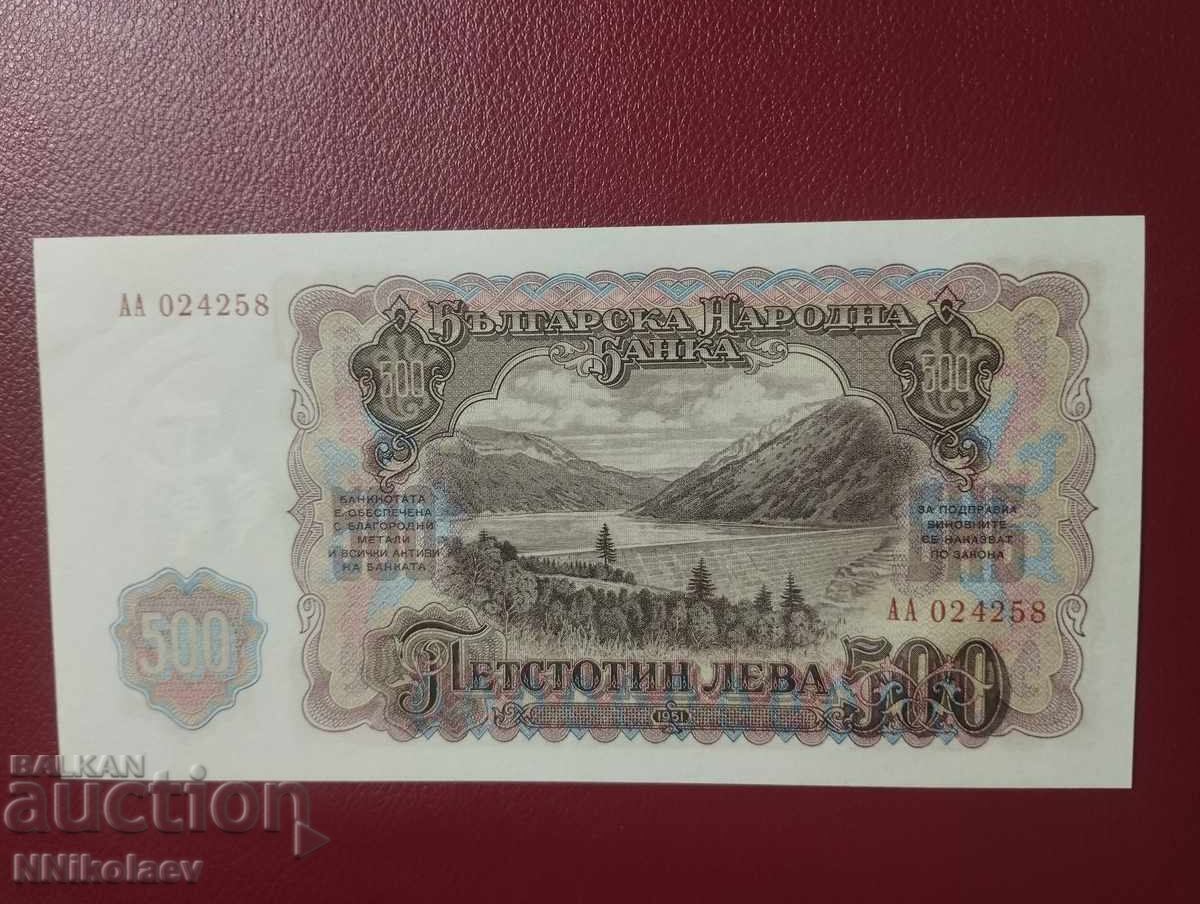 АА 024258
БЪЛГАРСКА НАРОДНА
БАНКА
500
500
БАНКНОТАТА
Е ОБЕСПЕЧЕНА
С БЛАГОРОДНИ
МЕТАЛИ
И ВСИЧКИ АКТИВИ
НА БАНКАТА
ЗА ПОДПРАВКА
ВИНОВНИТЕ
СЕ НАКАЗВАТ
ПО ЗАКОНА
БНБ
АА 024258
500
ПЕТСТОТИН ЛЕВА 500
1951
BALKAN
auction
NNikolaev